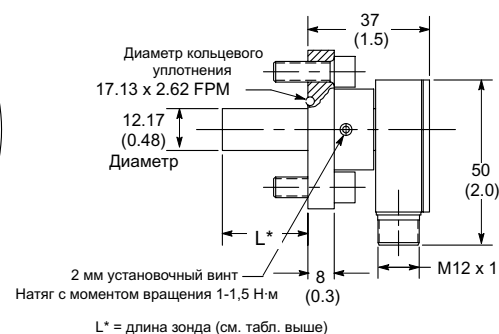 37
(1.5)
Диаметр кольцевого
уплотнения
17.13 x 2.62 FPM
12.17
(0.48)
Диаметр
50
(2.0)
L*
2 мм установочный винт
Натяг с моментом вращения 1-1,5 Н·м
8
(0.3)
M12 x 1
L* = длина зонда (см. табл. выше)